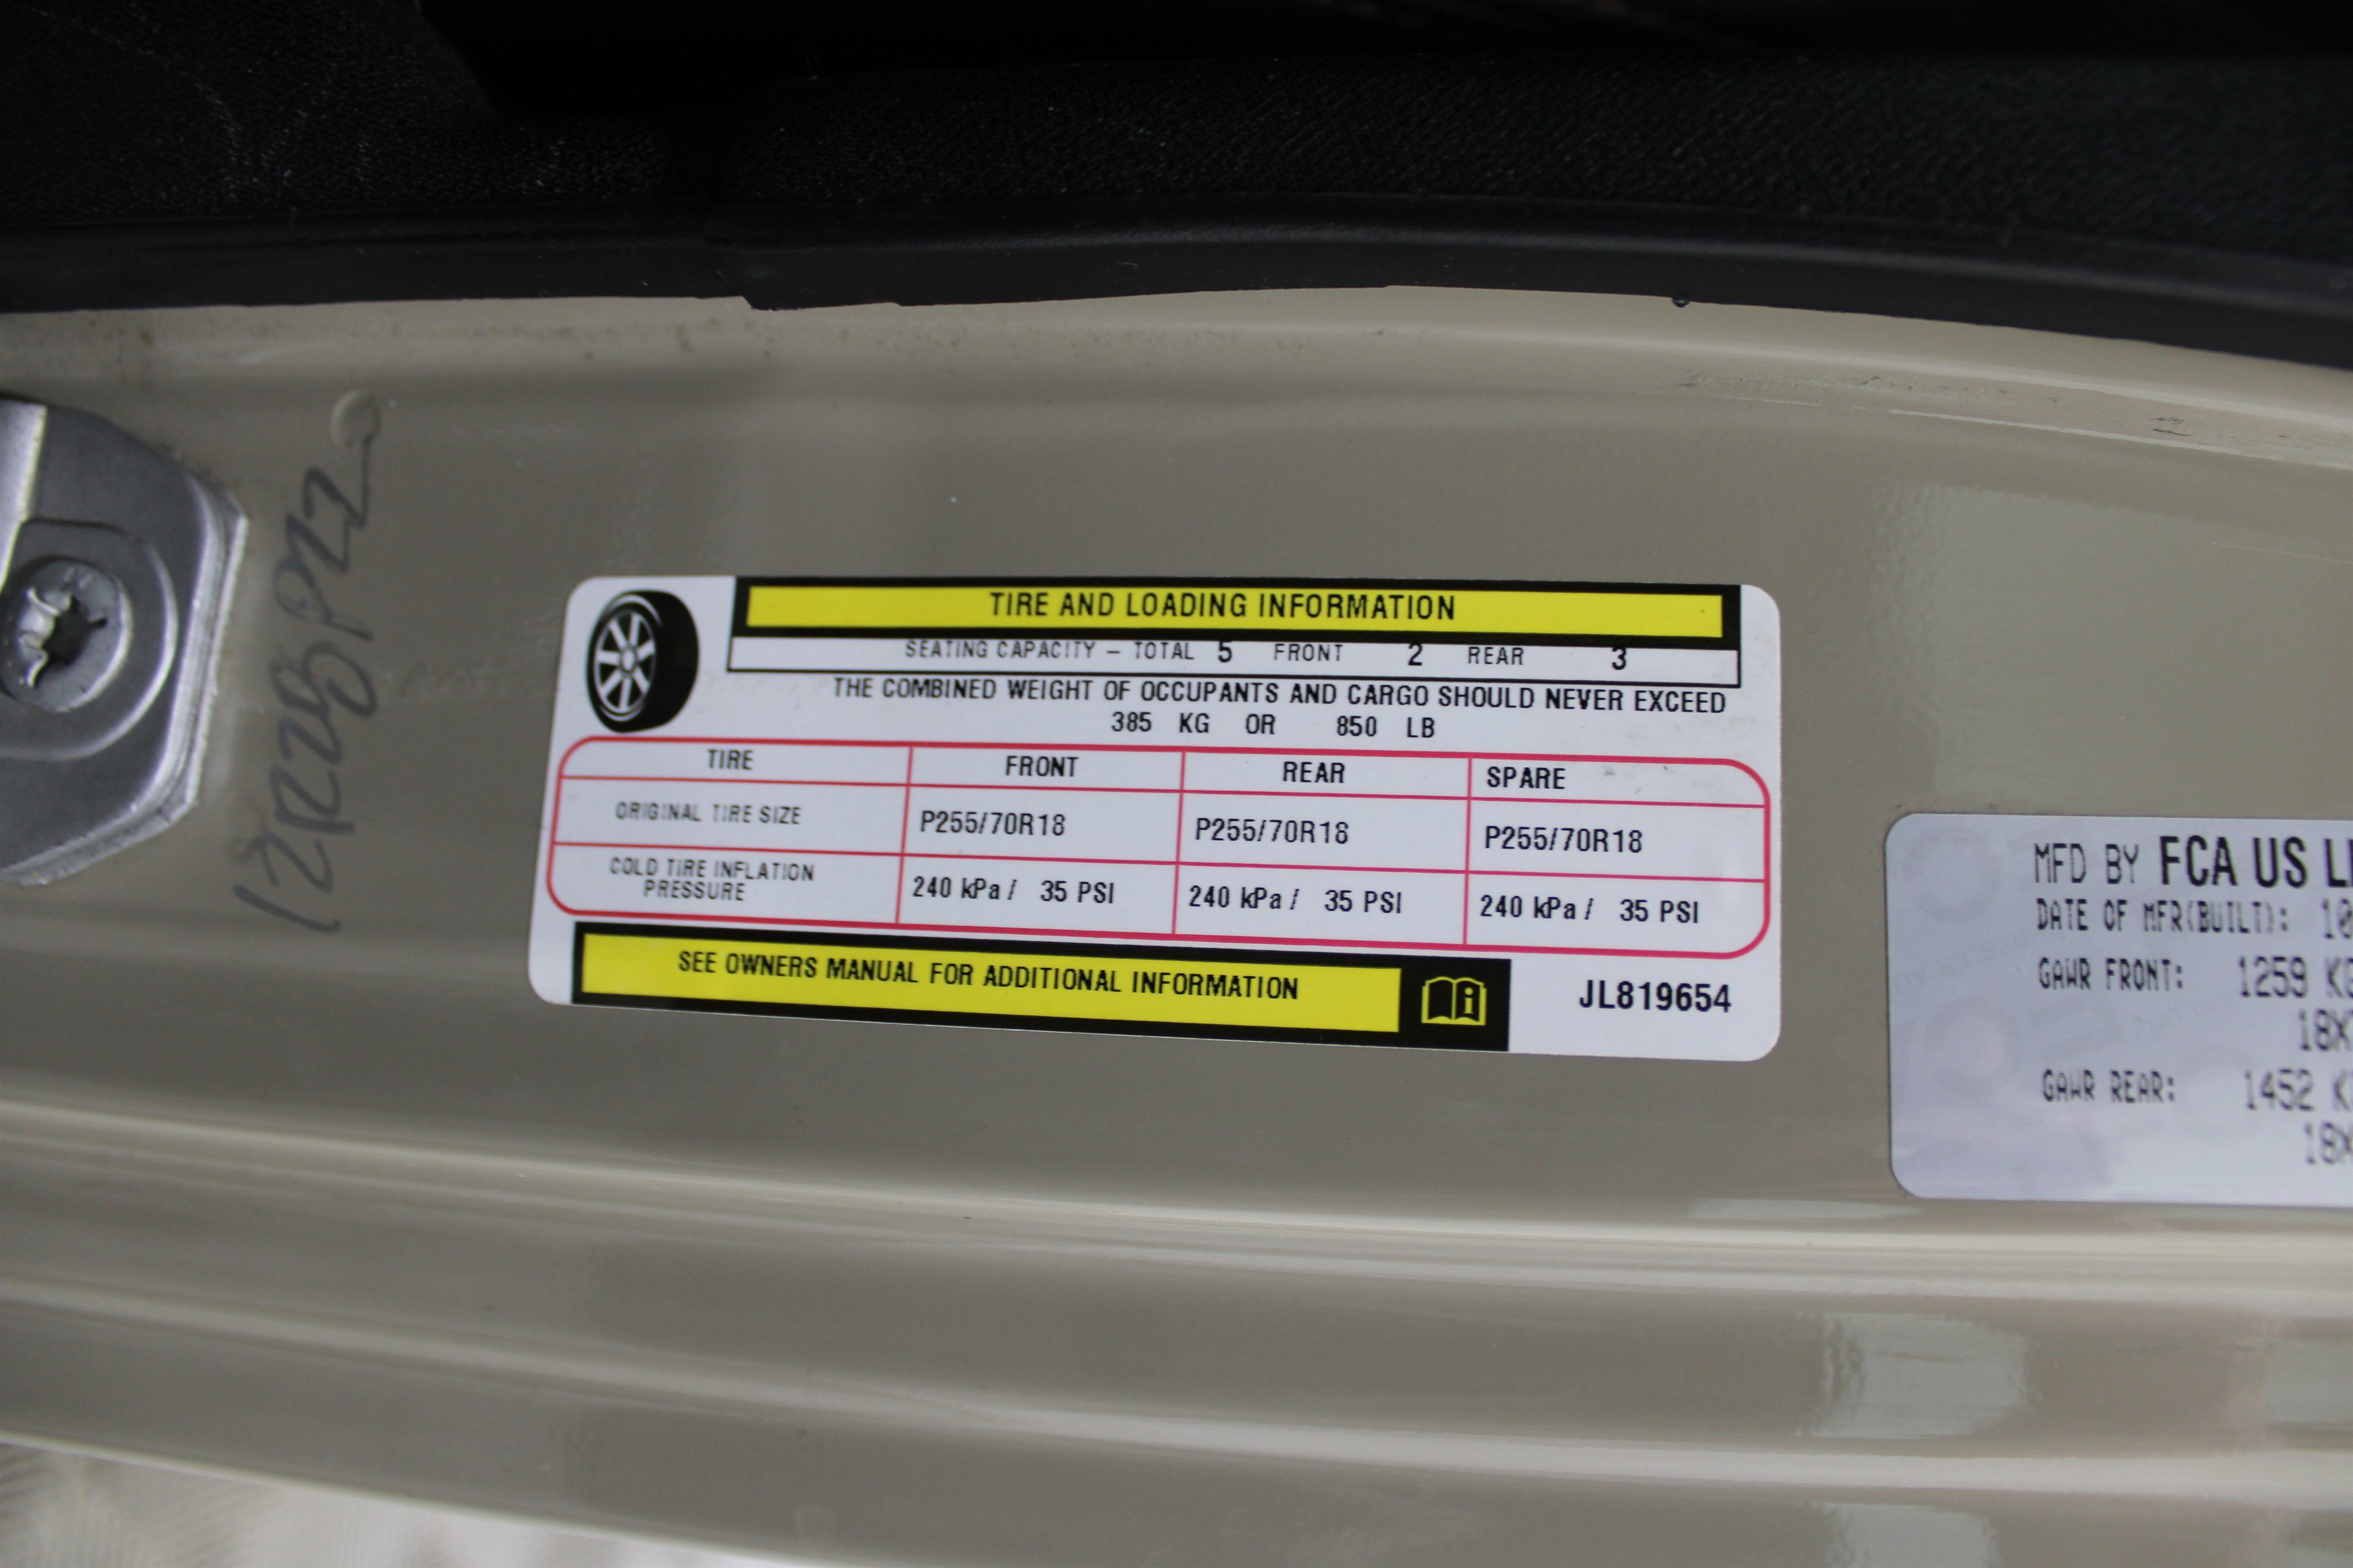 TIRE AND LOADING INFORMATION
SEATING CAPACITY – TOTAL 5 FRONT 2 REAR 3
THE COMBINED WEIGHT OF OCCUPANTS AND CARGO SHOULD NEVER EXCEED
385 KG OR 850 LB
TIRE FRONT REAR SPARE
ORIGINAL TIRE SIZE P255/70R18 P255/70R18 P255/70R18
COLD TIRE INFLATION
PRESSURE 240 kPa / 35 PSI 240 kPa / 35 PSI 240 kPa / 35 PSI
SEE OWNERS MANUAL FOR ADDITIONAL INFORMATION
JL819654
MFD BY FCA US
DATE OF MFR(BUILT): 10
GAWR FRONT: 1259
18X
GAWR REAR: 1452
18X